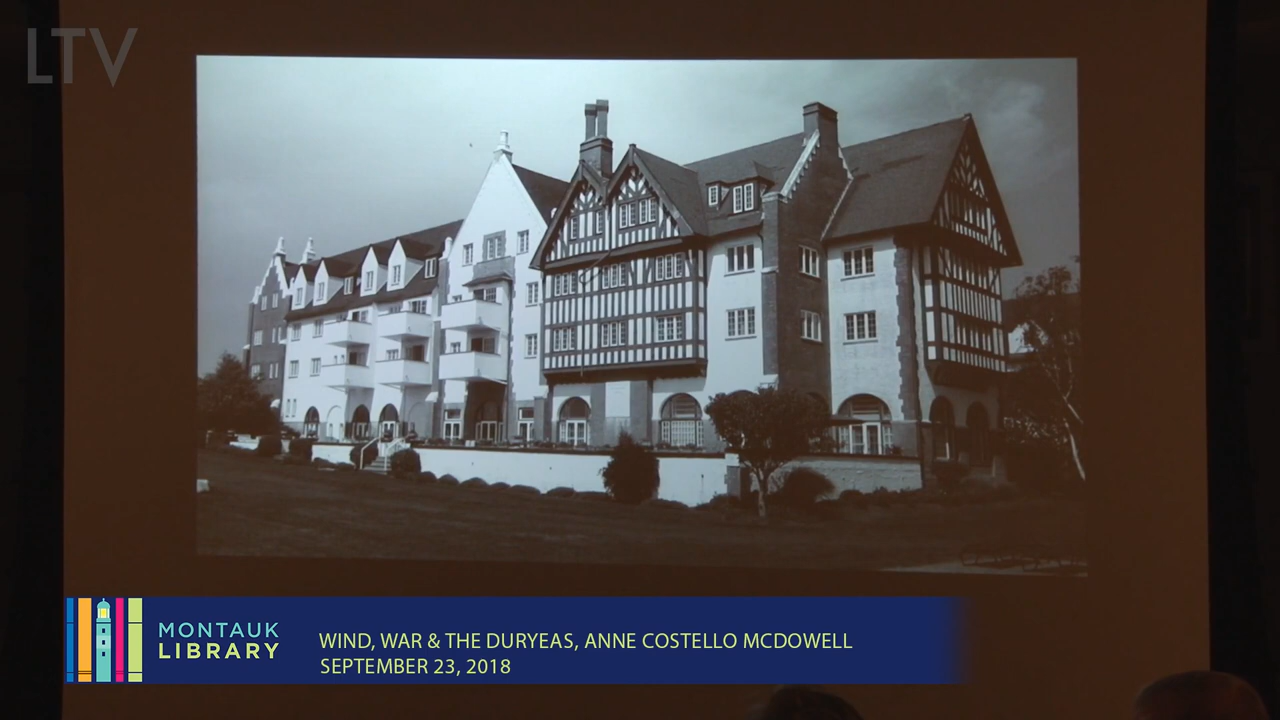 LTV
MONTAUK
LIBRARY
WIND, WAR & THE DURYEAS, ANNE COSTELLO MCDOWELL
SEPTEMBER 23, 2018